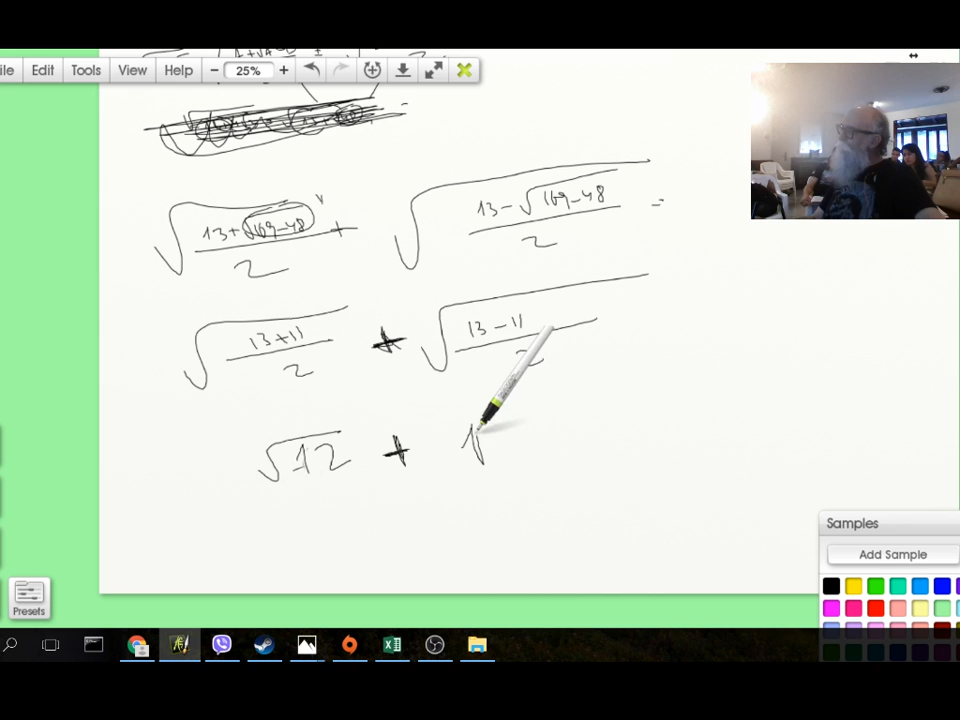 ile Edit Tools View Help − 25% +
√((13+√(169-48))/2) + √((13-√(169-48))/2) =
√((13+11)/2) + √((13-11)/2)
√12 +
Samples
Add Sample
Presets